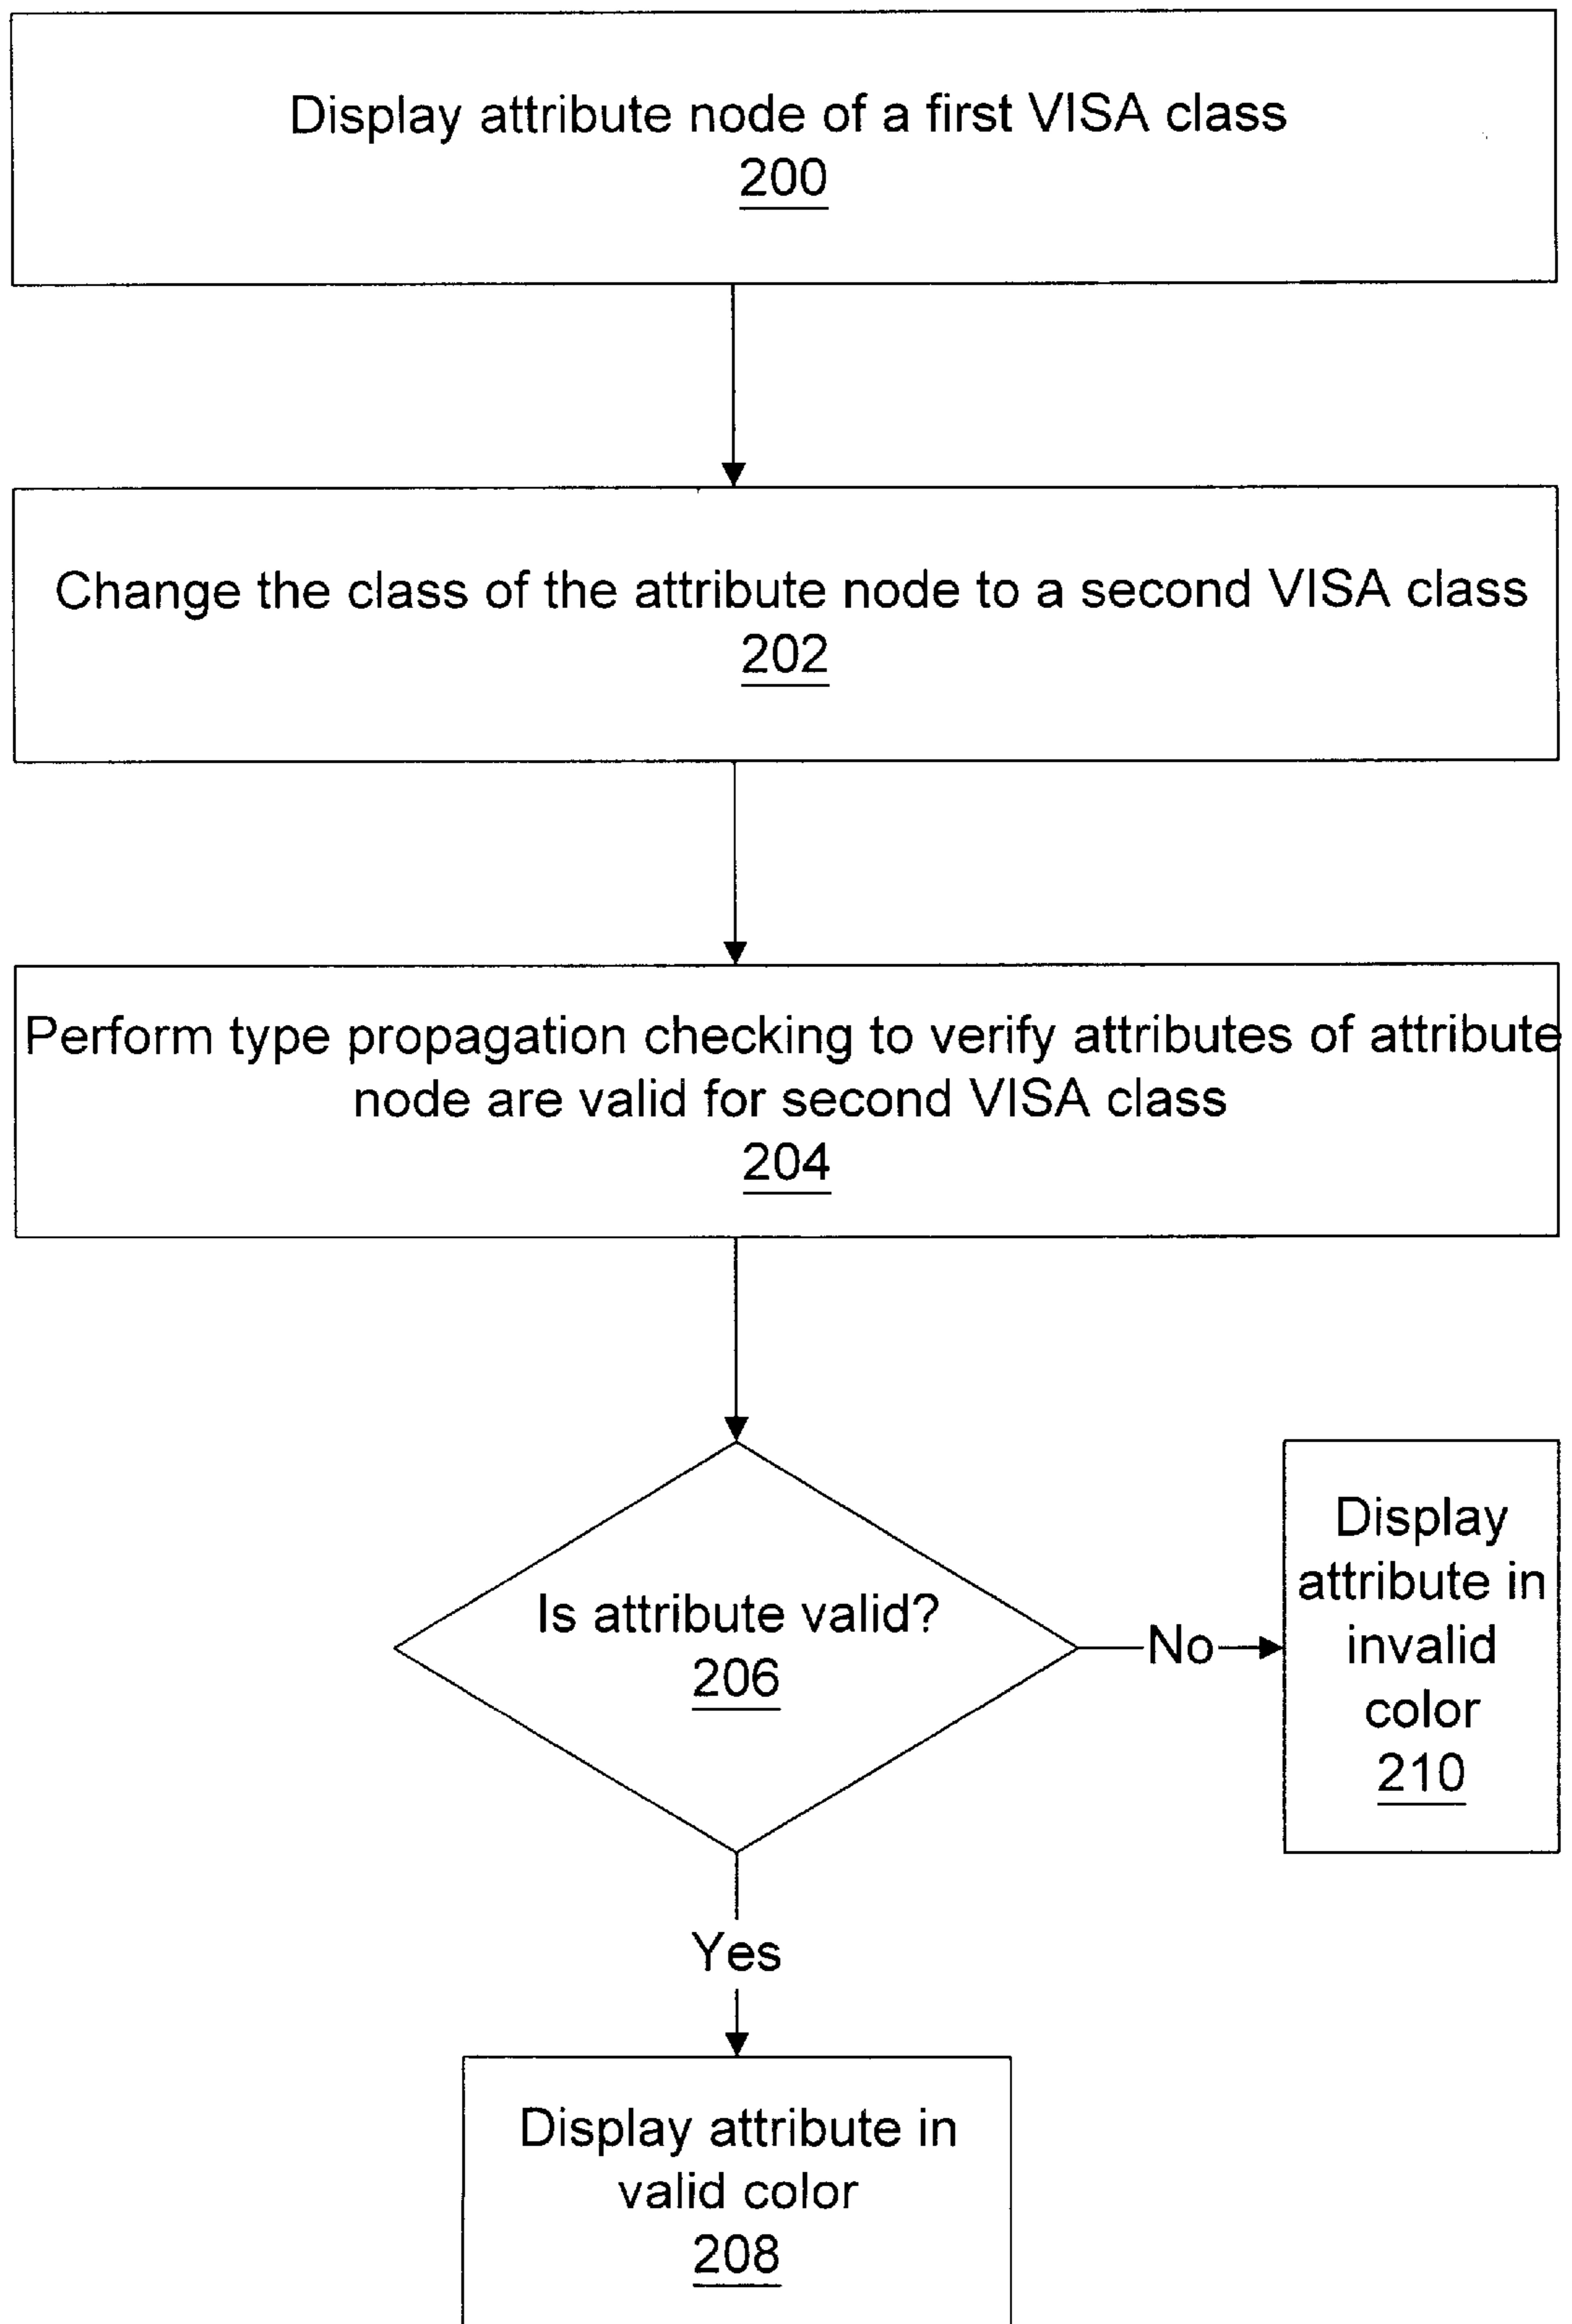 Display attribute node of a first VISA class
200
Change the class of the attribute node to a second VISA class
202
Perform type propagation checking to verify attributes of attribute
node are valid for second VISA class
204
Is attribute valid?
206
No
Display
attribute in
invalid
color
210
Yes
Display attribute in
valid color
208